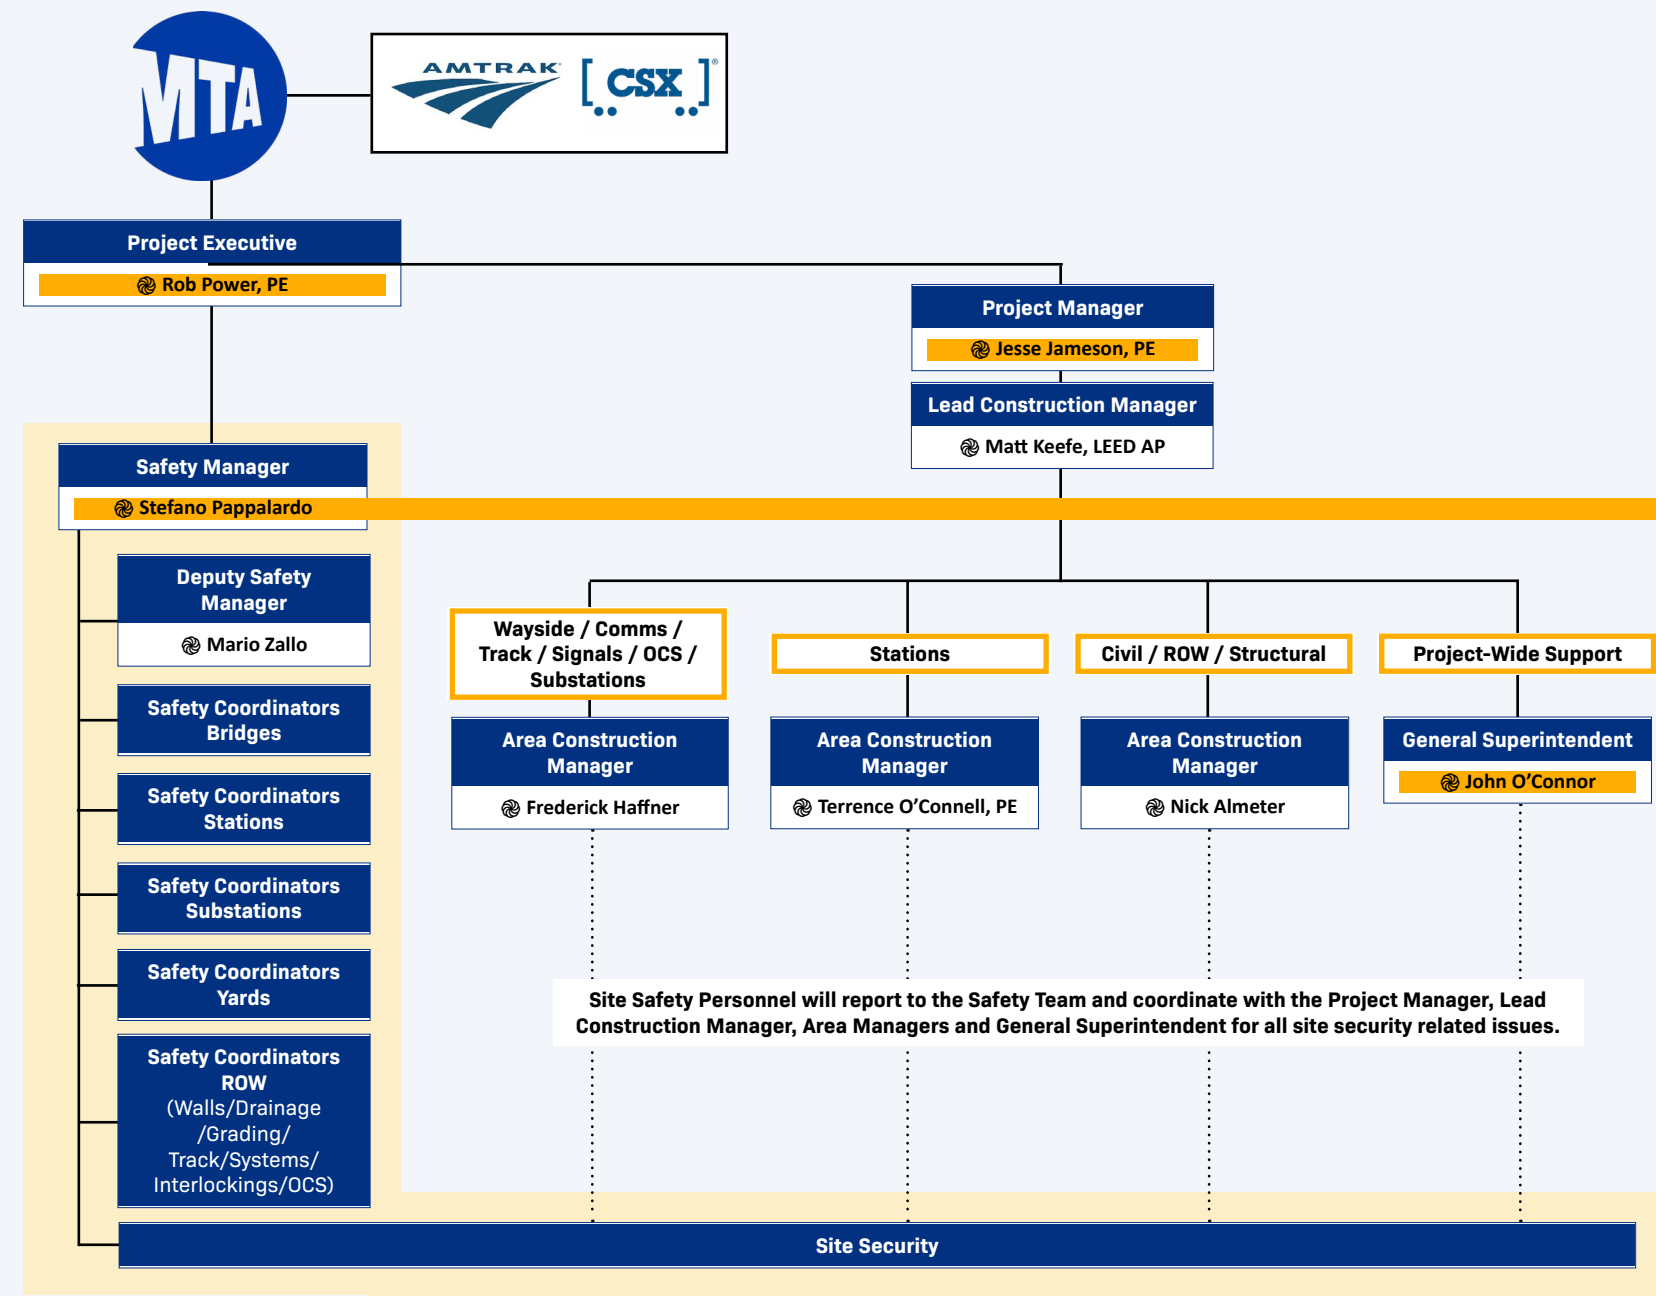 MTA
AMTRAK
[CSX]®
Project Executive
Rob Power, PE
Project Manager
Jesse Jameson, PE
Lead Construction Manager
Matt Keefe, LEED AP
Safety Manager
Stefano Pappalardo
Deputy Safety
Manager
Mario Zallo
Safety Coordinators
Bridges
Safety Coordinators
Stations
Safety Coordinators
Substations
Safety Coordinators
Yards
Safety Coordinators
ROW
(Walls/Drainage
/Grading/
Track/Systems/
Interlockings/OCS)
Wayside / Comms /
Track / Signals / OCS /
Substations
Area Construction
Manager
Frederick Haffner
Stations
Area Construction
Manager
Terrence O’Connell, PE
Civil / ROW / Structural
Area Construction
Manager
Nick Almeter
Project-Wide Support
General Superintendent
John O’Connor
Site Safety Personnel will report to the Safety Team and coordinate with the Project Manager, Lead
Construction Manager, Area Managers and General Superintendent for all site security related issues.
Site Security